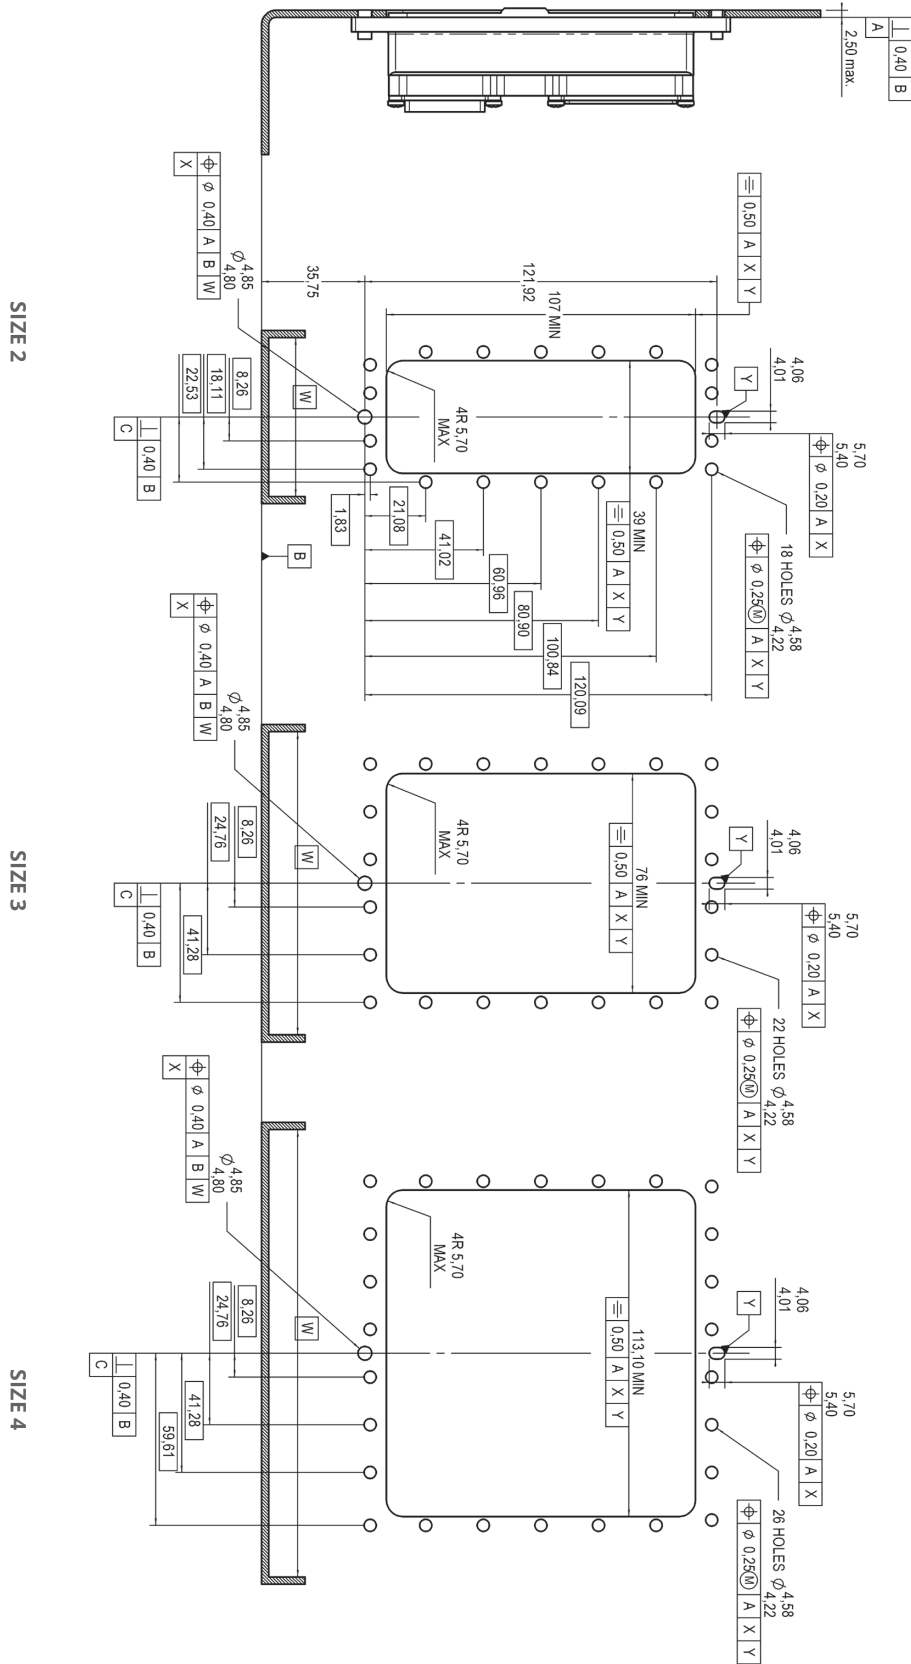 ⊥ 0,40 B
A
2,50 max.
⌖ Ø 0,40 A B W
X
Ø 4,85
4,80
35,75
121,92
107 MIN
⌯ 0,50 A X Y
4,06
4,01
Y
5,70
5,40
⌖ Ø 0,20 A X
18 HOLES Ø 4,58
4,22
⌖ Ø 0,25Ⓜ A X Y
4R 5,70
MAX
39 MIN
⌯ 0,50 A X Y
W
8,26
18,11
22,53
⊥ 0,40 B
C
1,83
21,08
41,02
60,96
80,90
100,84
120,09
B
SIZE 2
⌖ Ø 0,40 A B W
X
Ø 4,85
4,80
4,06
4,01
Y
5,70
5,40
⌖ Ø 0,20 A X
22 HOLES Ø 4,58
4,22
⌖ Ø 0,25Ⓜ A X Y
4R 5,70
MAX
76 MIN
⌯ 0,50 A X Y
W
8,26
24,76
41,28
⊥ 0,40 B
C
SIZE 3
⌖ Ø 0,40 A B W
X
Ø 4,85
4,80
4,06
4,01
Y
5,70
5,40
⌖ Ø 0,20 A X
26 HOLES Ø 4,58
4,22
⌖ Ø 0,25Ⓜ A X Y
4R 5,70
MAX
113,10 MIN
⌯ 0,50 A X Y
W
8,26
24,76
41,28
59,61
⊥ 0,40 B
C
SIZE 4